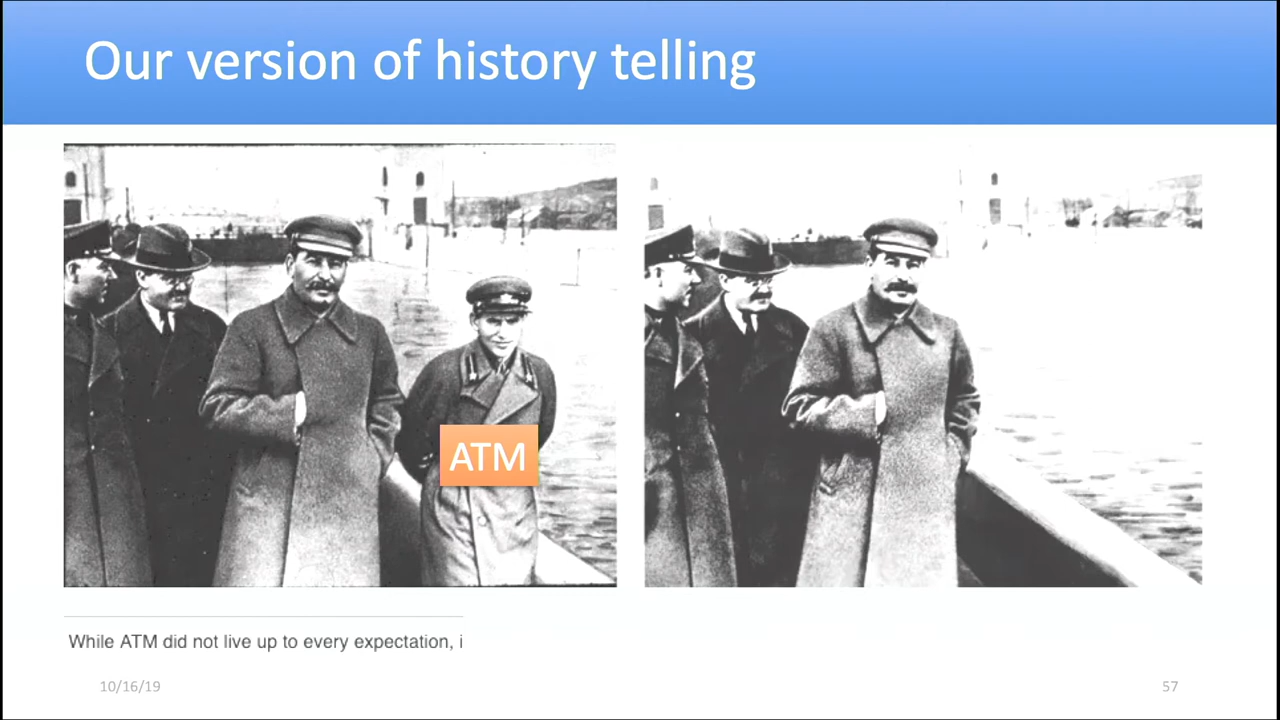 Our version of history telling
ATM
While ATM did not live up to every expectation, i
10/16/19
57